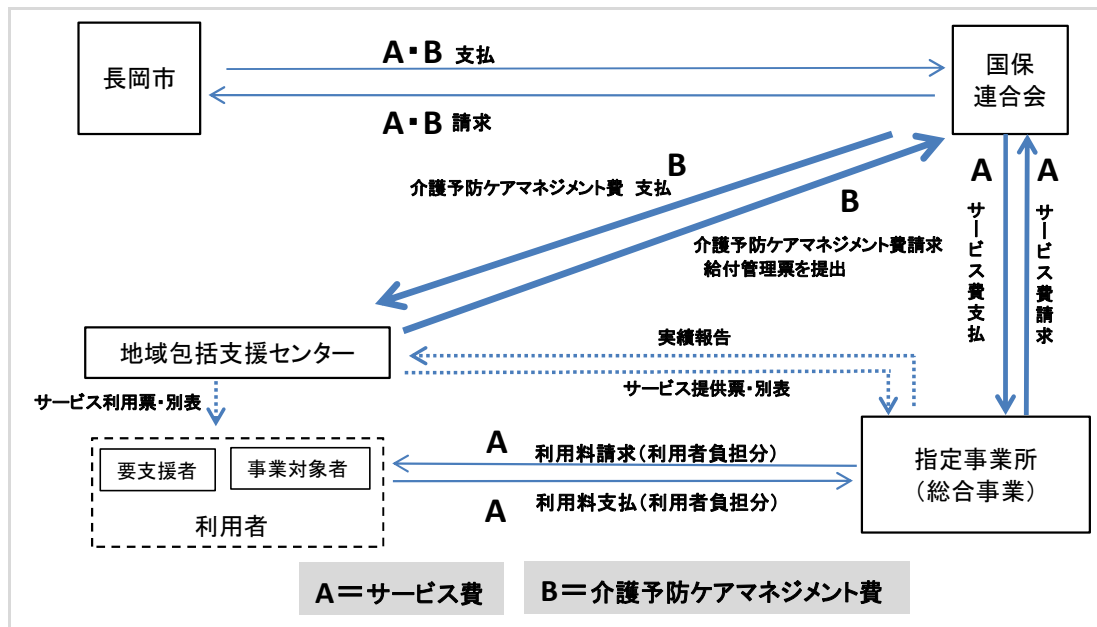 長岡市
A・B 支払
A・B 請求
国保
連合会
B
介護予防ケアマネジメント費 支払
B
介護予防ケアマネジメント費請求
給付管理票を提出
A
サービス費支払
A
サービス費請求
地域包括支援センター
実績報告
サービス提供票・別表
サービス利用票・別表
要支援者
事業対象者
利用者
A
利用料請求(利用者負担分)
A
利用料支払(利用者負担分)
指定事業所
(総合事業)
A=サービス費
B=介護予防ケアマネジメント費